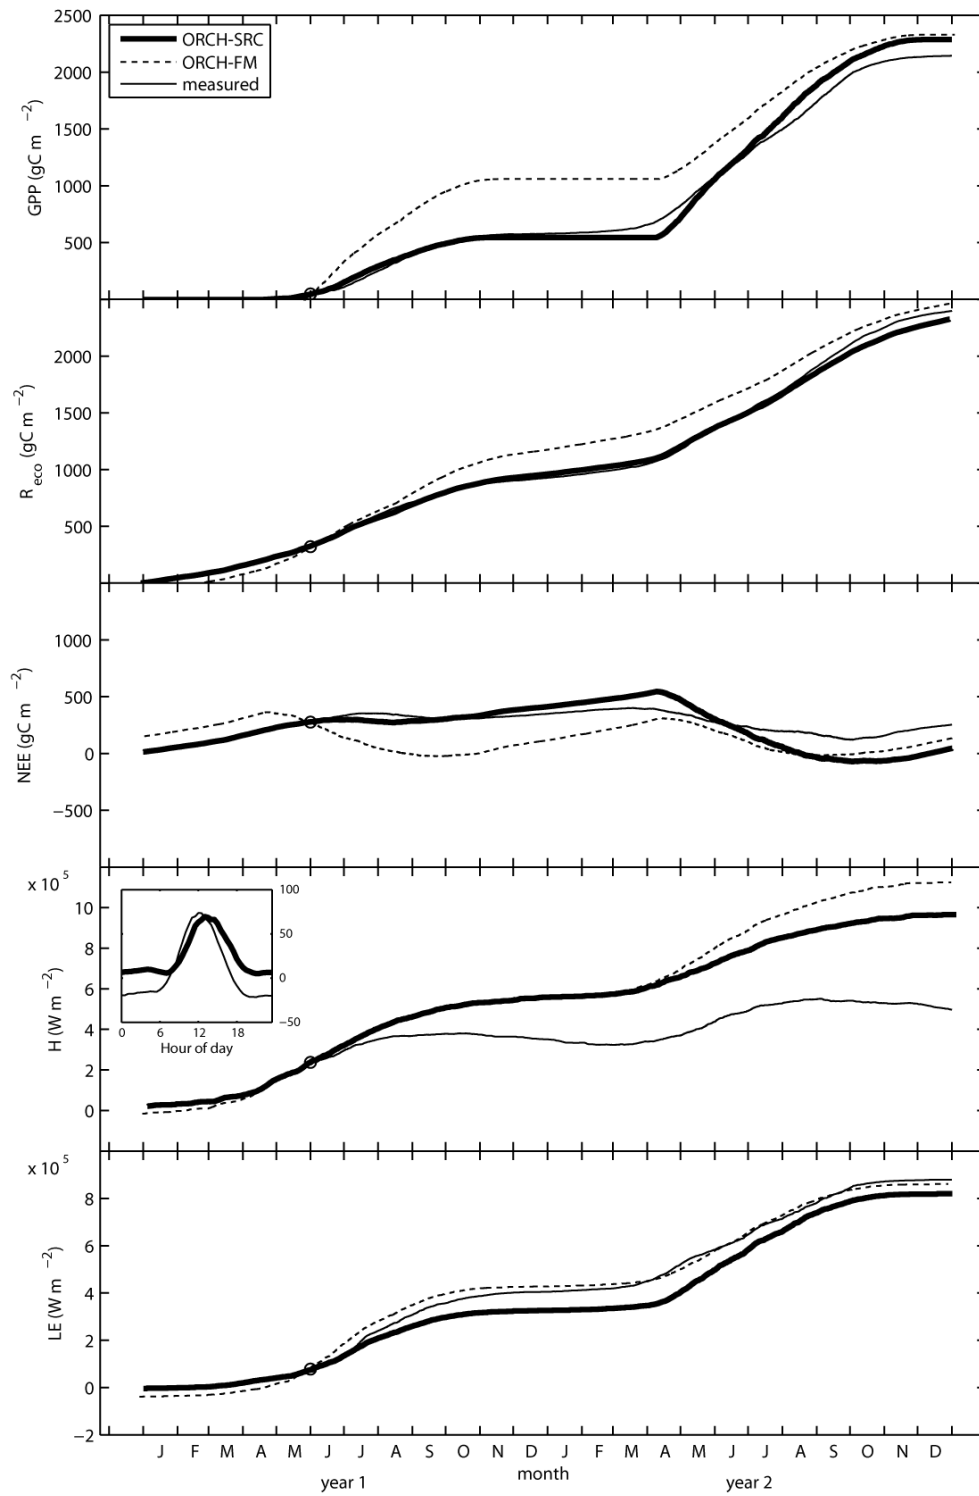 2500
2000
1500
1000
500
GPP (gC m −2)
ORCH-SRC
ORCH-FM
measured
2000
1500
1000
500
R eco (gC m −2)
1000
500
0
−500
NEE (gC m −2)
x 10 5
10
8
6
4
2
0
H (W m −2)
100
50
0
−50
0 6 12 18
Hour of day
x 10 5
8
6
4
2
0
−2
LE (W m −2)
J F M A M J J A S O N D J F M A M J J A S O N D
year 1 month year 2